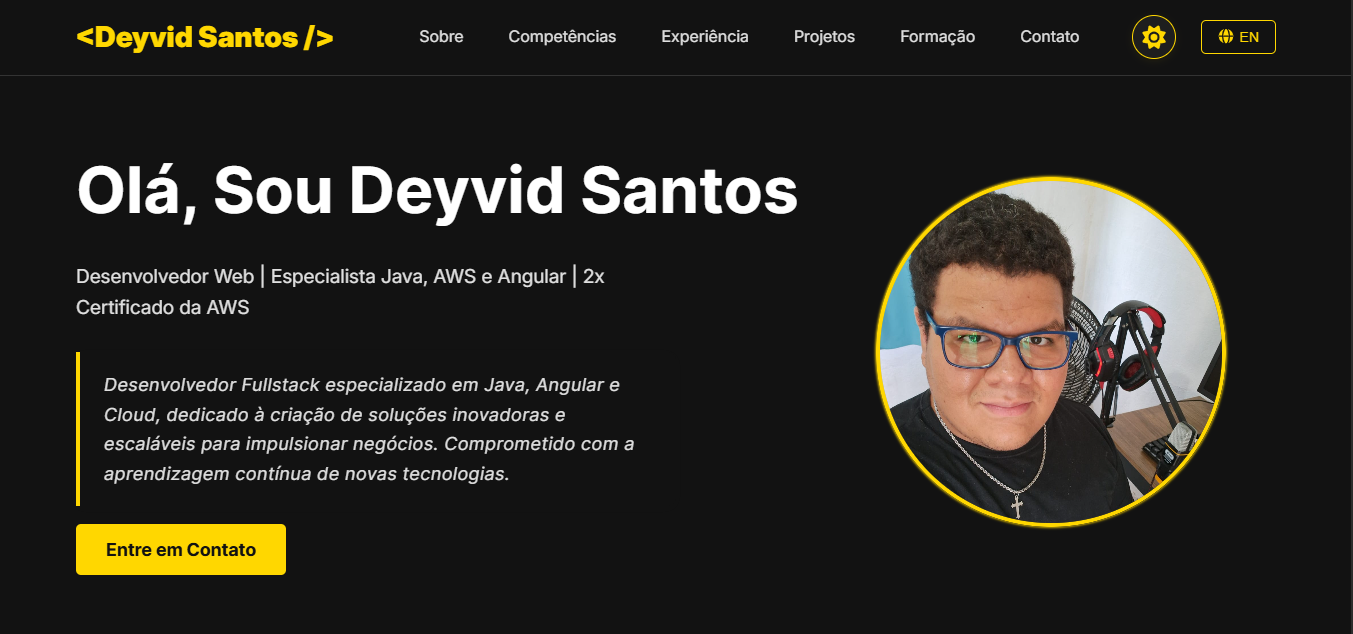 <Deyvid Santos />
Sobre
Competências
Experiência
Projetos
Formação
Contato
EN
Olá, Sou Deyvid Santos
Desenvolvedor Web | Especialista Java, AWS e Angular | 2x
Certificado da AWS
Desenvolvedor Fullstack especializado em Java, Angular e
Cloud, dedicado à criação de soluções inovadoras e
escaláveis para impulsionar negócios. Comprometido com a
aprendizagem contínua de novas tecnologias.
Entre em Contato